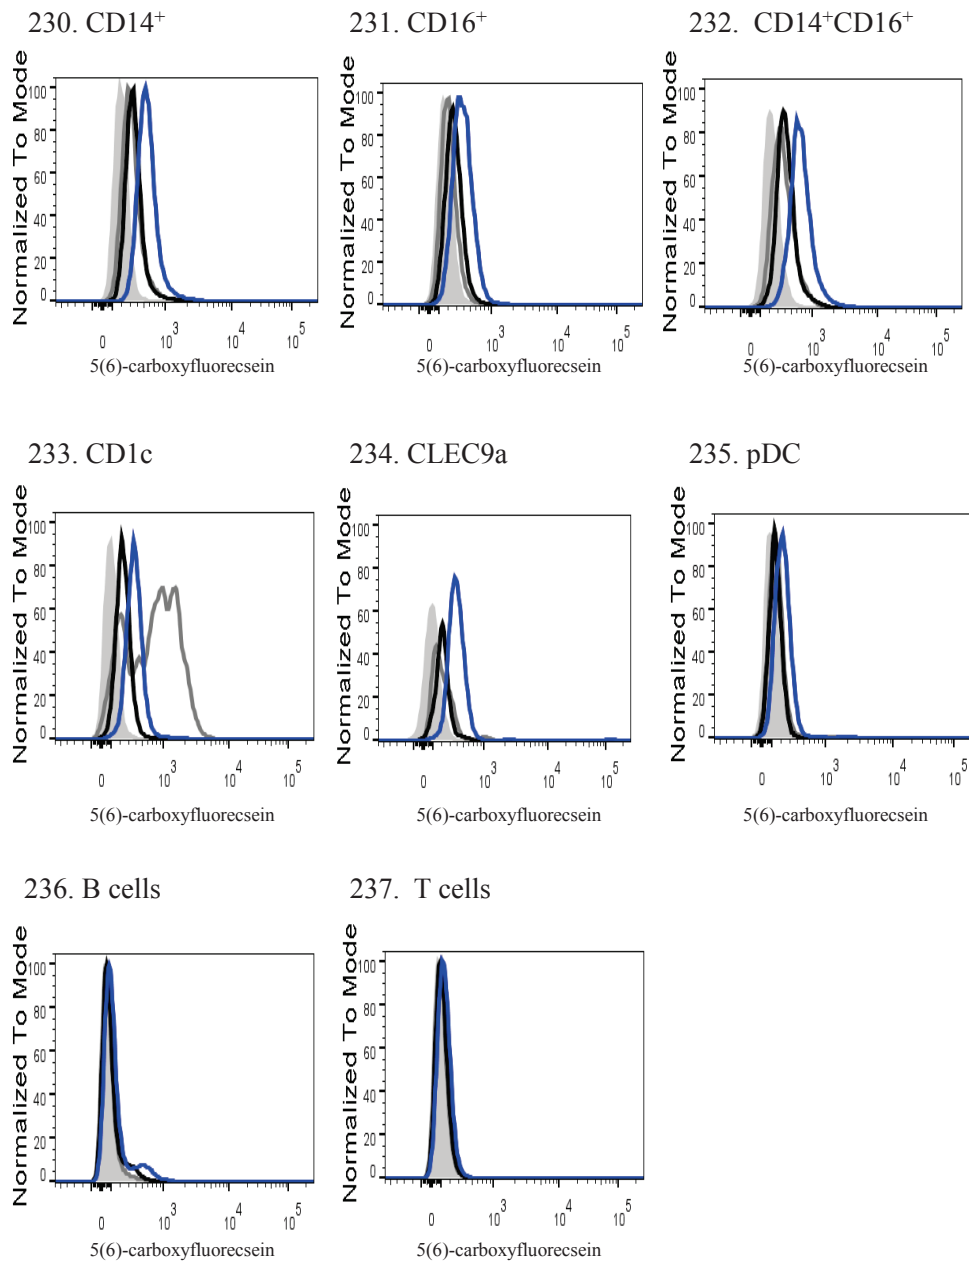 230. CD14+
231. CD16+
232. CD14+CD16+
Normalized To Mode
100
80
60
40
20
0
0 10^3 10^4 10^5
5(6)-carboxyfluorecsein
Normalized To Mode
100
80
60
40
20
0
0 10^3 10^4 10^5
5(6)-carboxyfluorecsein
Normalized To Mode
100
80
60
40
20
0
0 10^3 10^4 10^5
5(6)-carboxyfluorecsein
233. CD1c
234. CLEC9a
235. pDC
Normalized To Mode
100
80
60
40
20
0
0 10^3 10^4 10^5
5(6)-carboxyfluorecsein
Normalized To Mode
100
80
60
40
20
0
0 10^3 10^4 10^5
5(6)-carboxyfluorecsein
Normalized To Mode
100
80
60
40
20
0
0 10^3 10^4 10^5
5(6)-carboxyfluorecsein
236. B cells
237. T cells
Normalized To Mode
100
80
60
40
20
0
0 10^3 10^4 10^5
5(6)-carboxyfluorecsein
Normalized To Mode
100
80
60
40
20
0
0 10^3 10^4 10^5
5(6)-carboxyfluorecsein